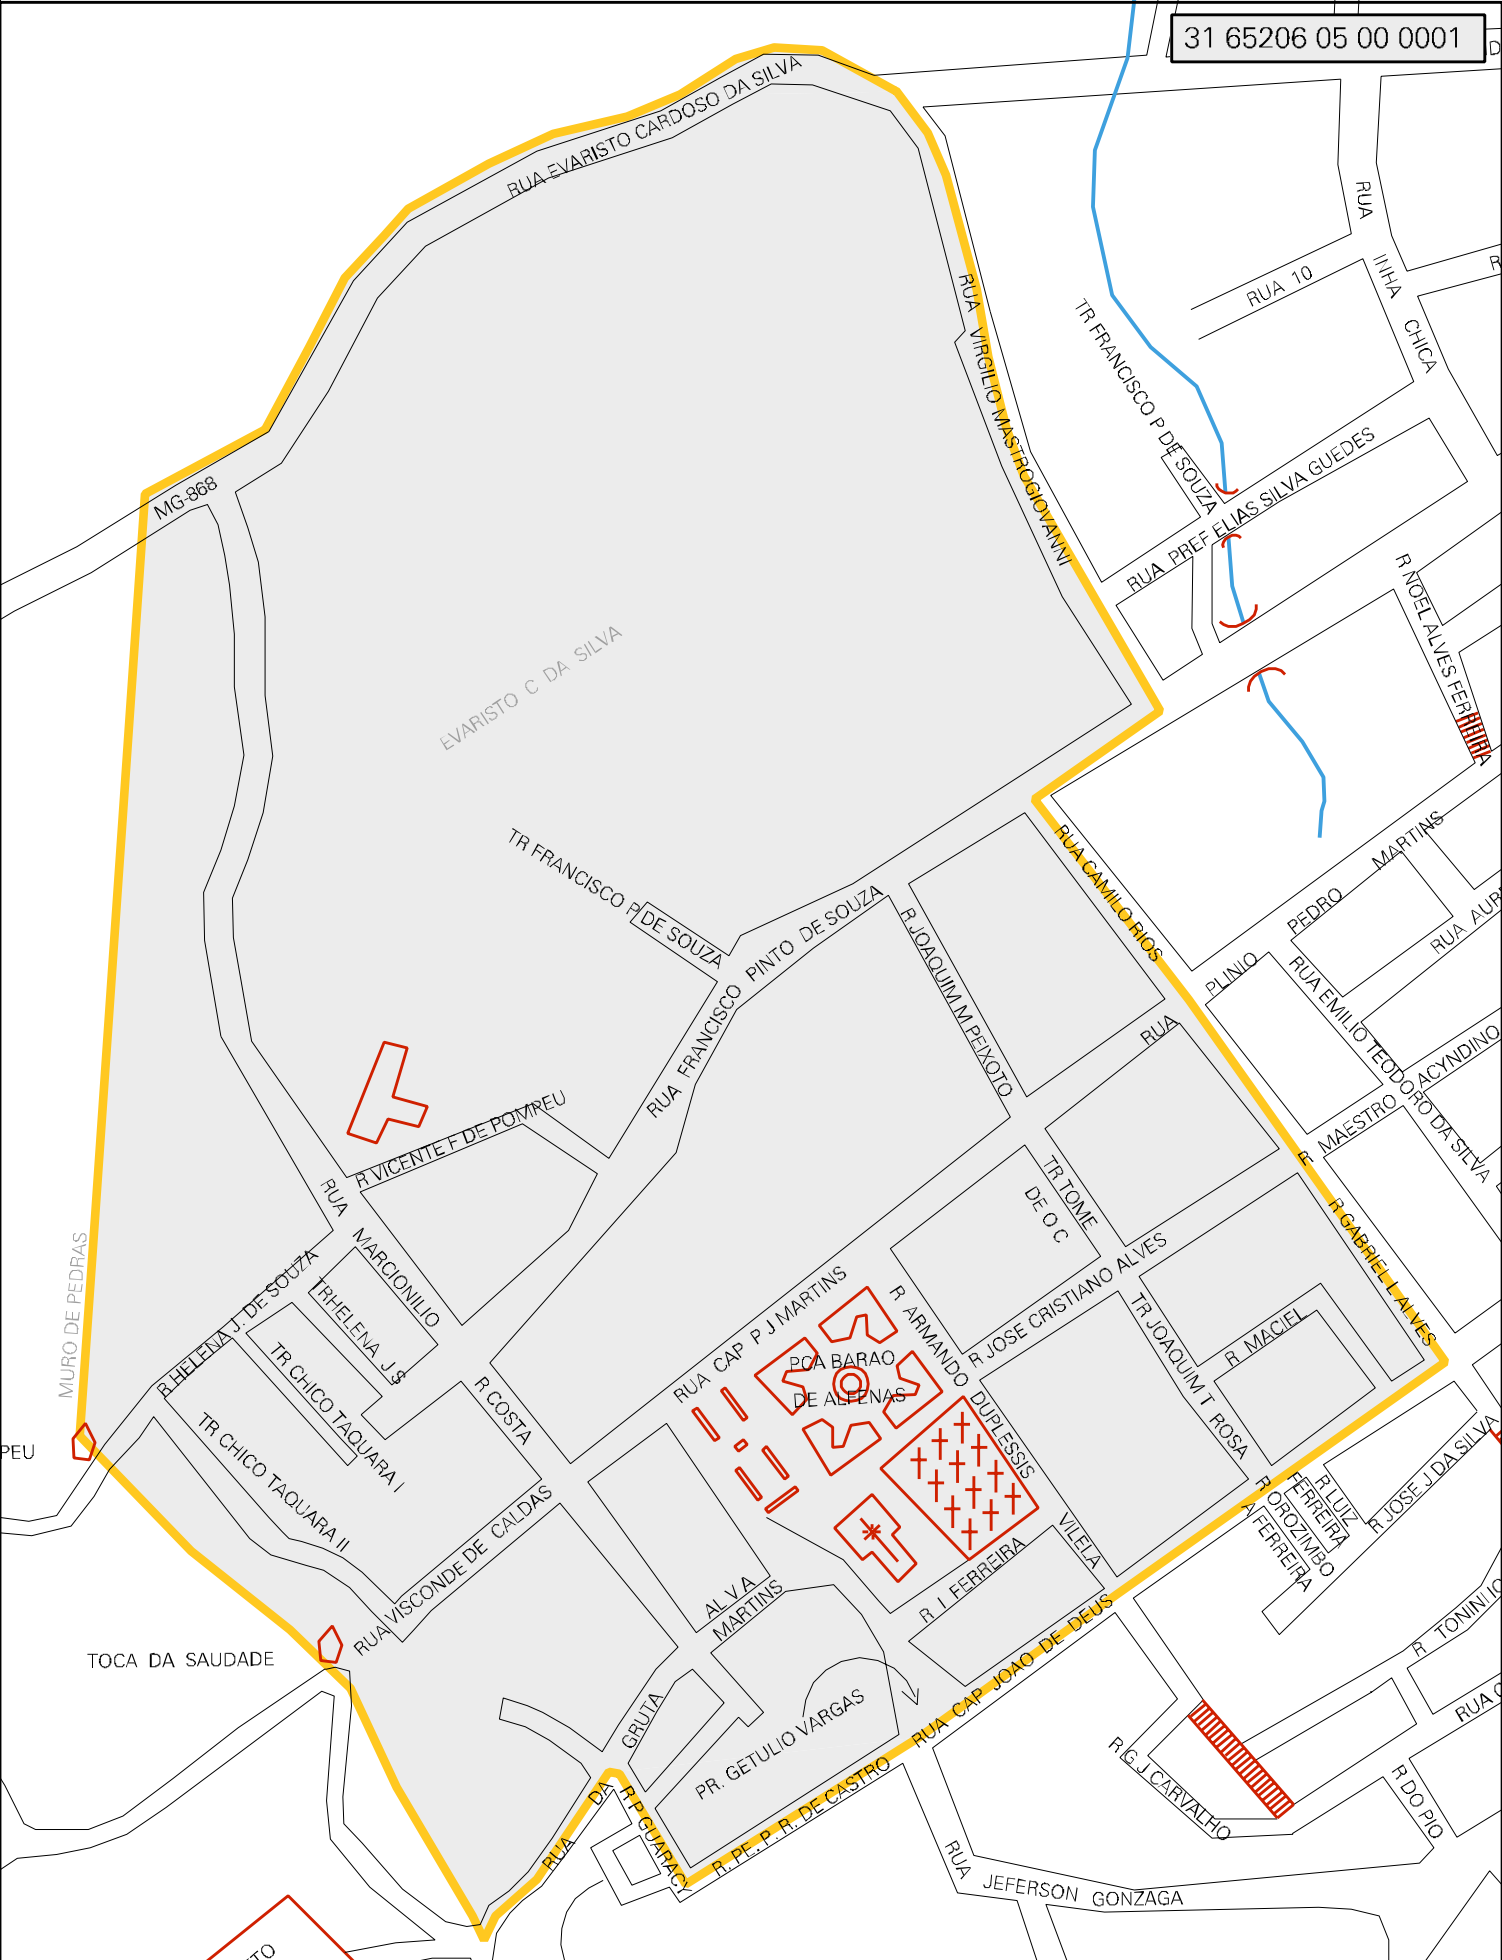 31 65206 05 00 0001
RUA EVARISTO CARDOSO DA SILVA
RUA INHA CHICA
RUA 10
RUA VIRGILIO MASTROGIOVANNI
TR FRANCISCO P DE SOUZA
MG-868
RUA PREF ELIAS SILVA GUEDES
R NOEL ALVES FERREIRA
EVARISTO C DA SILVA
TR FRANCISCO P DE SOUZA
RUA FRANCISCO PINTO DE SOUZA
RUA CAMILO RIOS
R JOAQUIM M PEIXOTO
RUA PLINIO PEDRO MARTINS
RUA AUR
RUA EMILIO TEODORO DA SILVA
R MAESTRO ACYNDINO
R VICENTE F DE POMPEU
RUA MARCIONILIO
R COSTA
TR TOME
DE O C
R JOSE CRISTIANO ALVES
R GABRIEL L ALVES
MURO DE PEDRAS
R HELENA J. DE SOUZA
TRHELENA J S
TR CHICO TAQUARA I
TR CHICO TAQUARA II
RUA CAP P J MARTINS
PCA BARAO
DE ALFENAS
R ARMANDO DUPLESSIS VILELA
TR JOAQUIM T ROSA
R MACIEL
PEU
RUA VISCONDE DE CALDAS
R LUIZ
FERREIRA
R OROZIMBO
A FERREIRA
R JOSE J DA SILVA
R I FERREIRA
AL V A
MARTINS
TOCA DA SAUDADE
RUA DA GRUTA
R P GUARACY
PR. GETULIO VARGAS
RUA CAP JOAO DE DEUS
R. PE. P. R. DE CASTRO
R TONINI
RUA
R G J CARVALHO
R DO PIO
RUA JEFERSON GONZAGA
TO